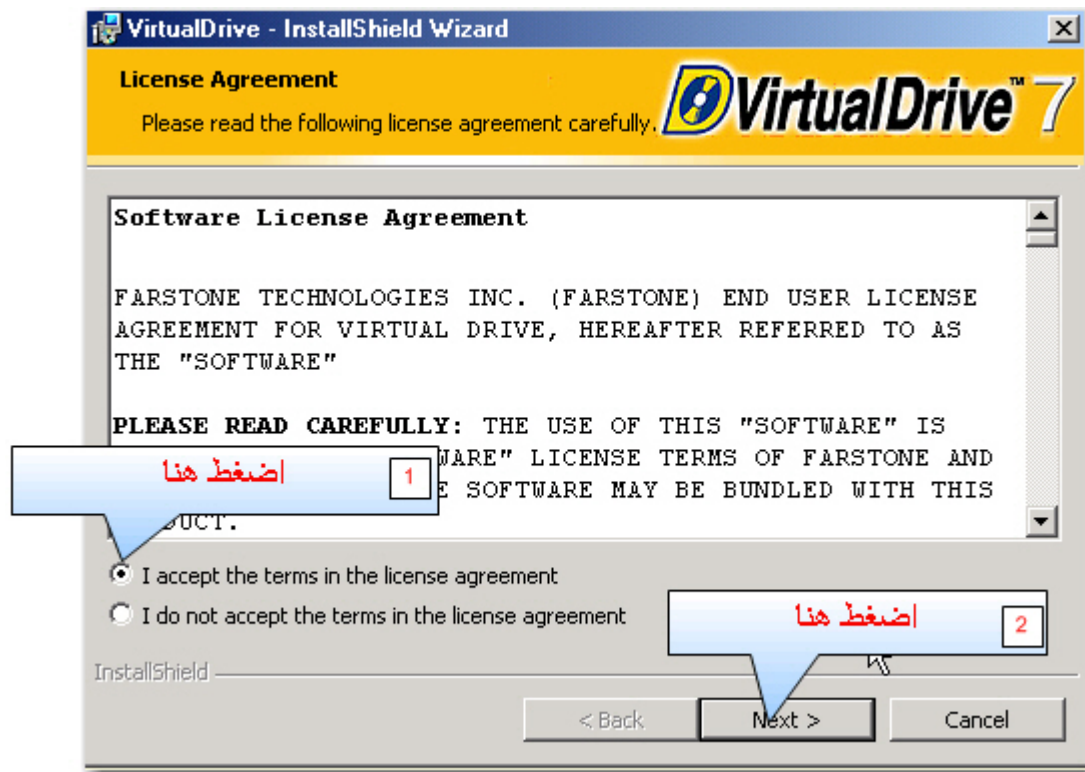 VirtualDrive - InstallShield Wizard
License Agreement
Please read the following license agreement carefully.
VirtualDrive™ 7
Software License Agreement
FARSTONE TECHNOLOGIES INC. (FARSTONE) END USER LICENSE
AGREEMENT FOR VIRTUAL DRIVE, HEREAFTER REFERRED TO AS
THE "SOFTWARE"
PLEASE READ CAREFULLY: THE USE OF THIS "SOFTWARE" IS
WARE" LICENSE TERMS OF FARSTONE AND
SOFTWARE MAY BE BUNDLED WITH THIS
DUCT.
اضغط هنا 1
I accept the terms in the license agreement
I do not accept the terms in the license agreement
اضغط هنا 2
InstallShield
< Back
Next >
Cancel